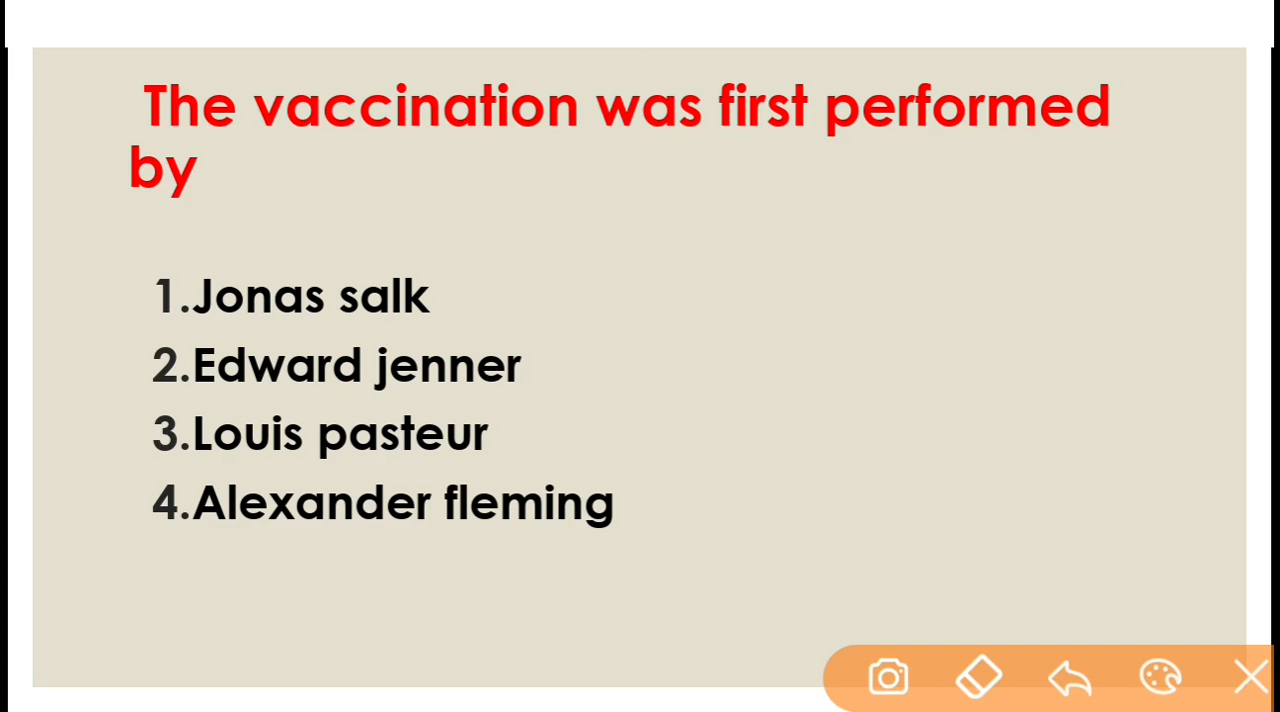 The vaccination was first performed
by
1.Jonas salk
2.Edward jenner
3.Louis pasteur
4.Alexander fleming